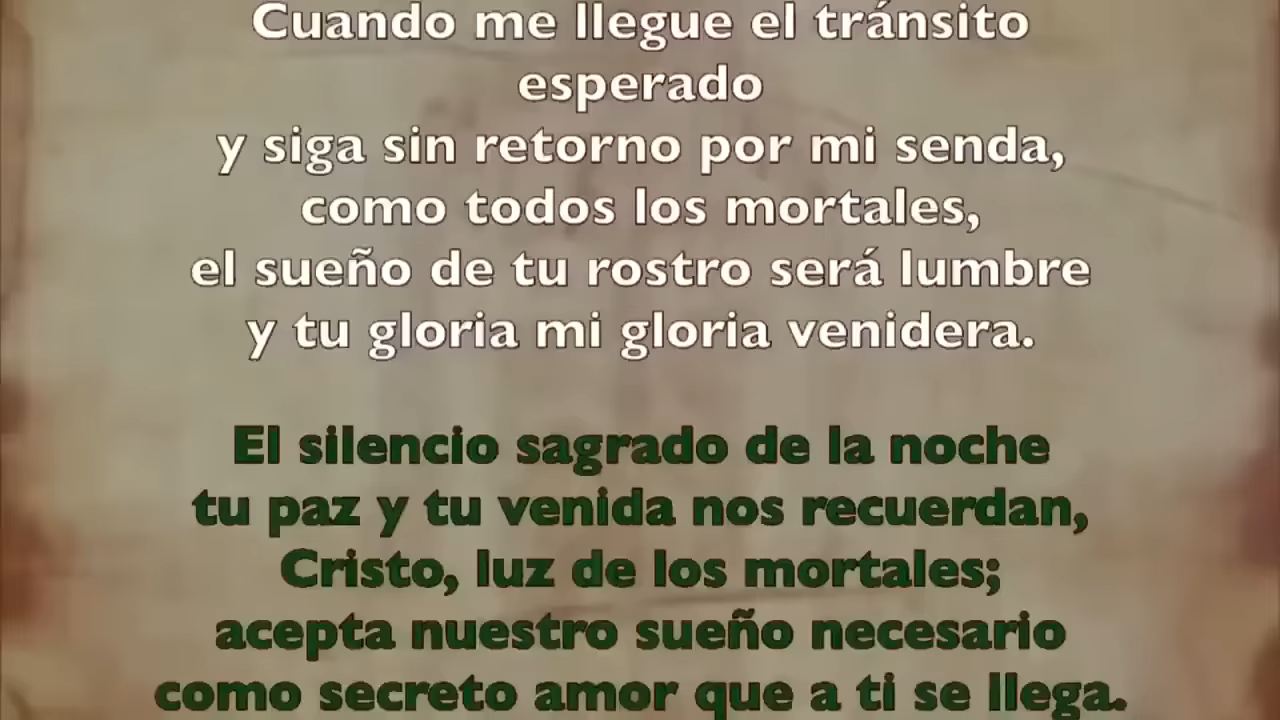 Cuando me llegue el tránsito
esperado
y siga sin retorno por mi senda,
como todos los mortales,
el sueño de tu rostro será lumbre
y tu gloria mi gloria venidera.
El silencio sagrado de la noche
tu paz y tu venida nos recuerdan,
Cristo, luz de los mortales;
acepta nuestro sueño necesario
como secreto amor que a ti se llega.